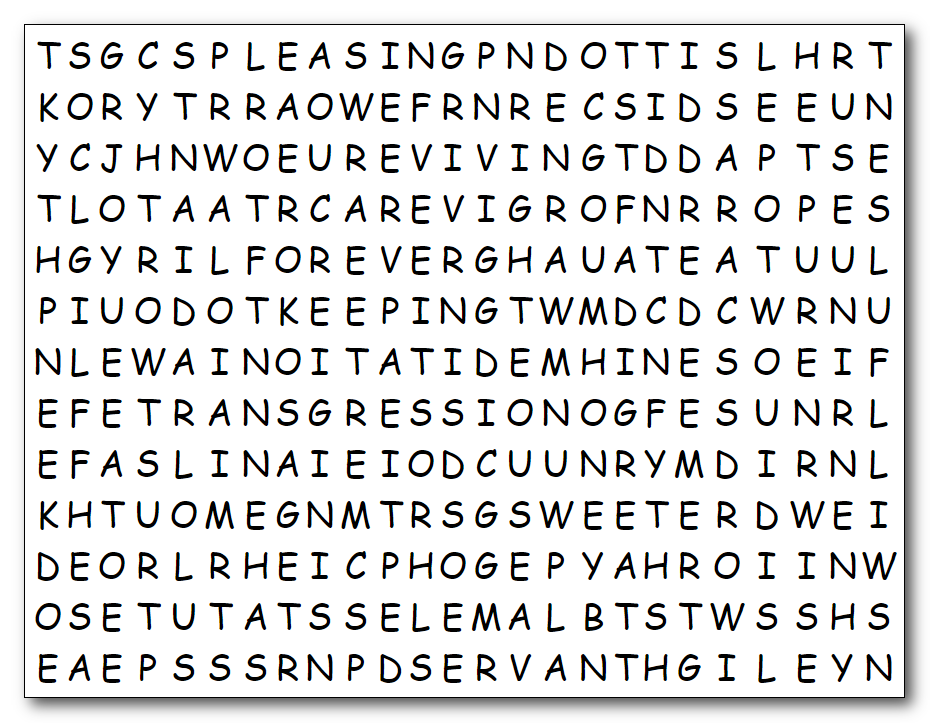 T S G C S P L E A S I N G P N D O T T I S L H R T
K O R Y T R R A O W E F R N R E C S I D S E E U N
Y C J H N W O E U R E V I V I N G T D D A P T S E
T L O T A A T R C A R E V I G R O F N R R O P E S
H G Y R I L F O R E V E R G H A U A T E A T U U L
P I U O D O T K E E P I N G T W M D C D C W R N U
N L E W A I N O I T A T I D E M H I N E S O E I F
E F E T R A N S G R E S S I O N O G F E S U N R L
E F A S L I N A I E I O D C U U N R Y M D I R N L
K H T U O M E G N M T R S G S W E E T E R D W E I
D E O R L R H E I C P H O G E P Y A H R O I I N W
O S E T U T A T S S E L E M A L B T S T W S S H S
E A E P S S S R N P D S E R V A N T H G I L E Y N